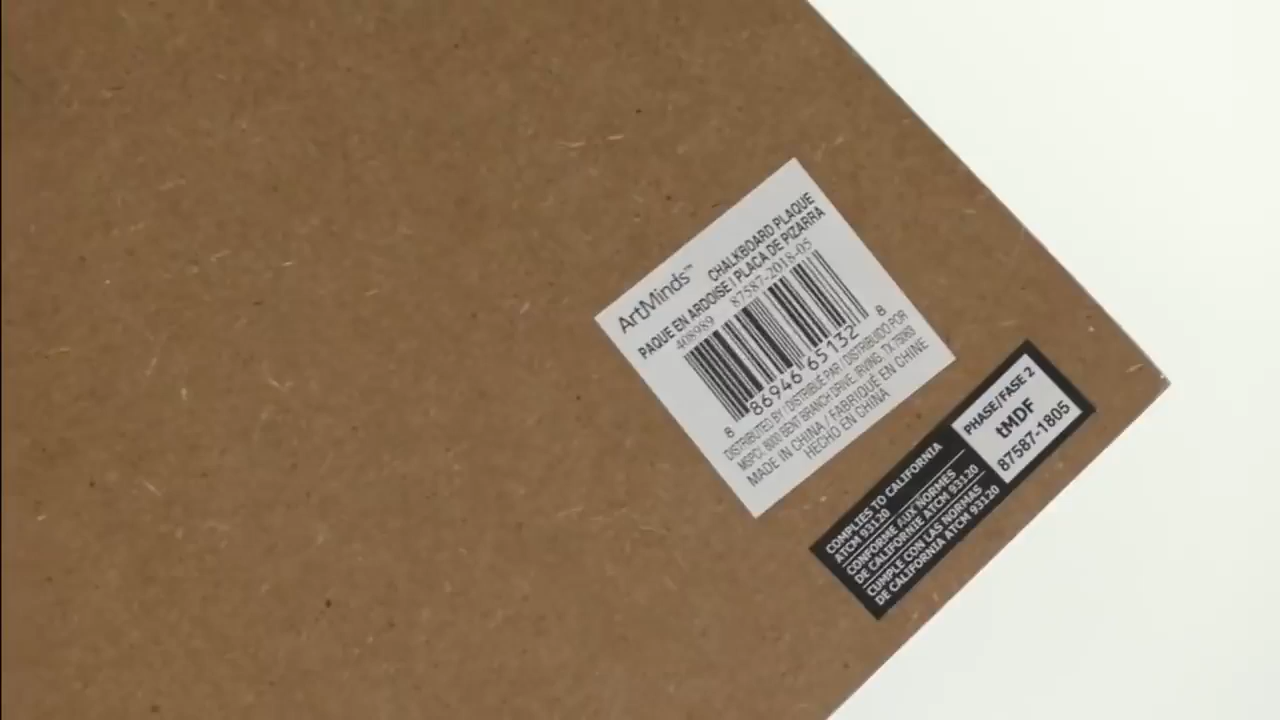 ArtMinds™ CHALKBOARD PLAQUE
PAQUE EN ARDOISE / PLACA DE PIZARRA
408989 87587-2018-05
8 86946 65132 8
DISTRIBUTED BY / DISTRIBUÉ PAR / DISTRIBUIDO POR
MSPCI, 8000 BENT BRANCH DRIVE, IRVING, TX 75063
MADE IN CHINA / FABRIQUÉ EN CHINE
HECHO EN CHINA
COMPLIES TO CALIFORNIA
ATCM 93120
CONFORME AUX NORMES
DE CALIFORNIE ATCM 93120
CUMPLE CON LAS NORMAS
DE CALIFORNIA ATCM 93120
PHASE/FASE 2
tMDF
87587-1805